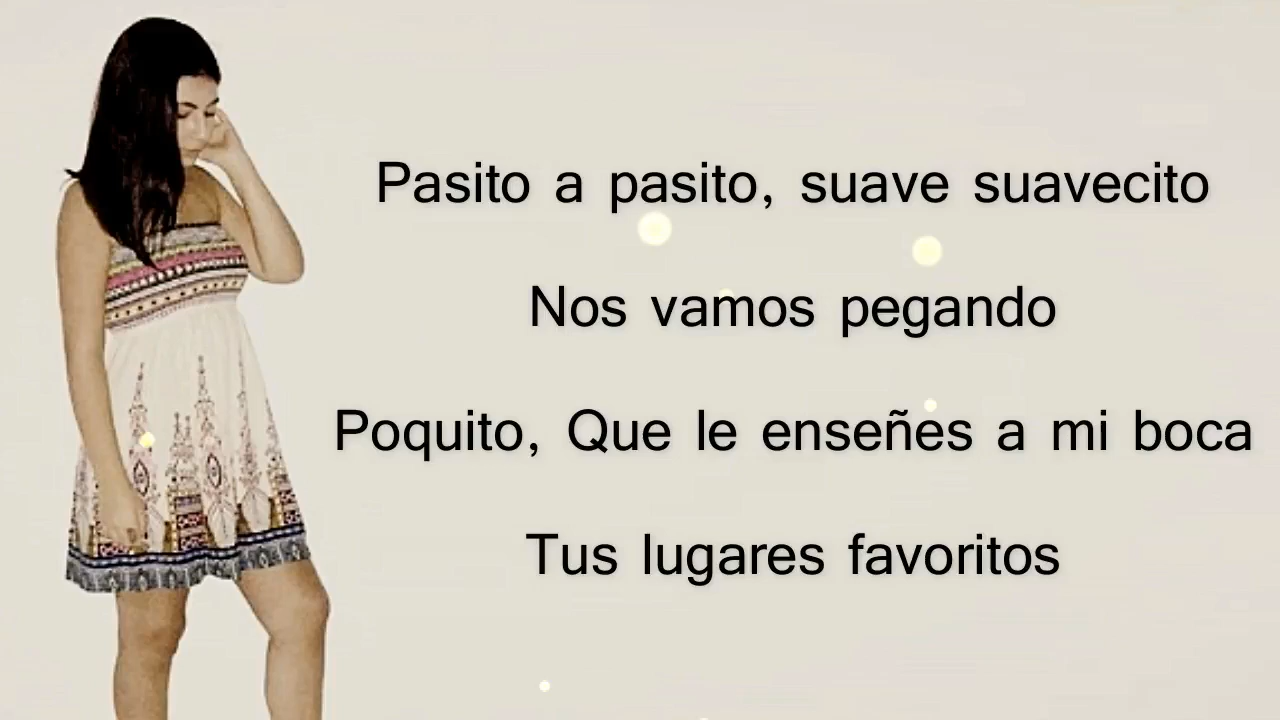 Pasito a pasito, suave suavecito
Nos vamos pegando
Poquito, Que le enseñes a mi boca
Tus lugares favoritos